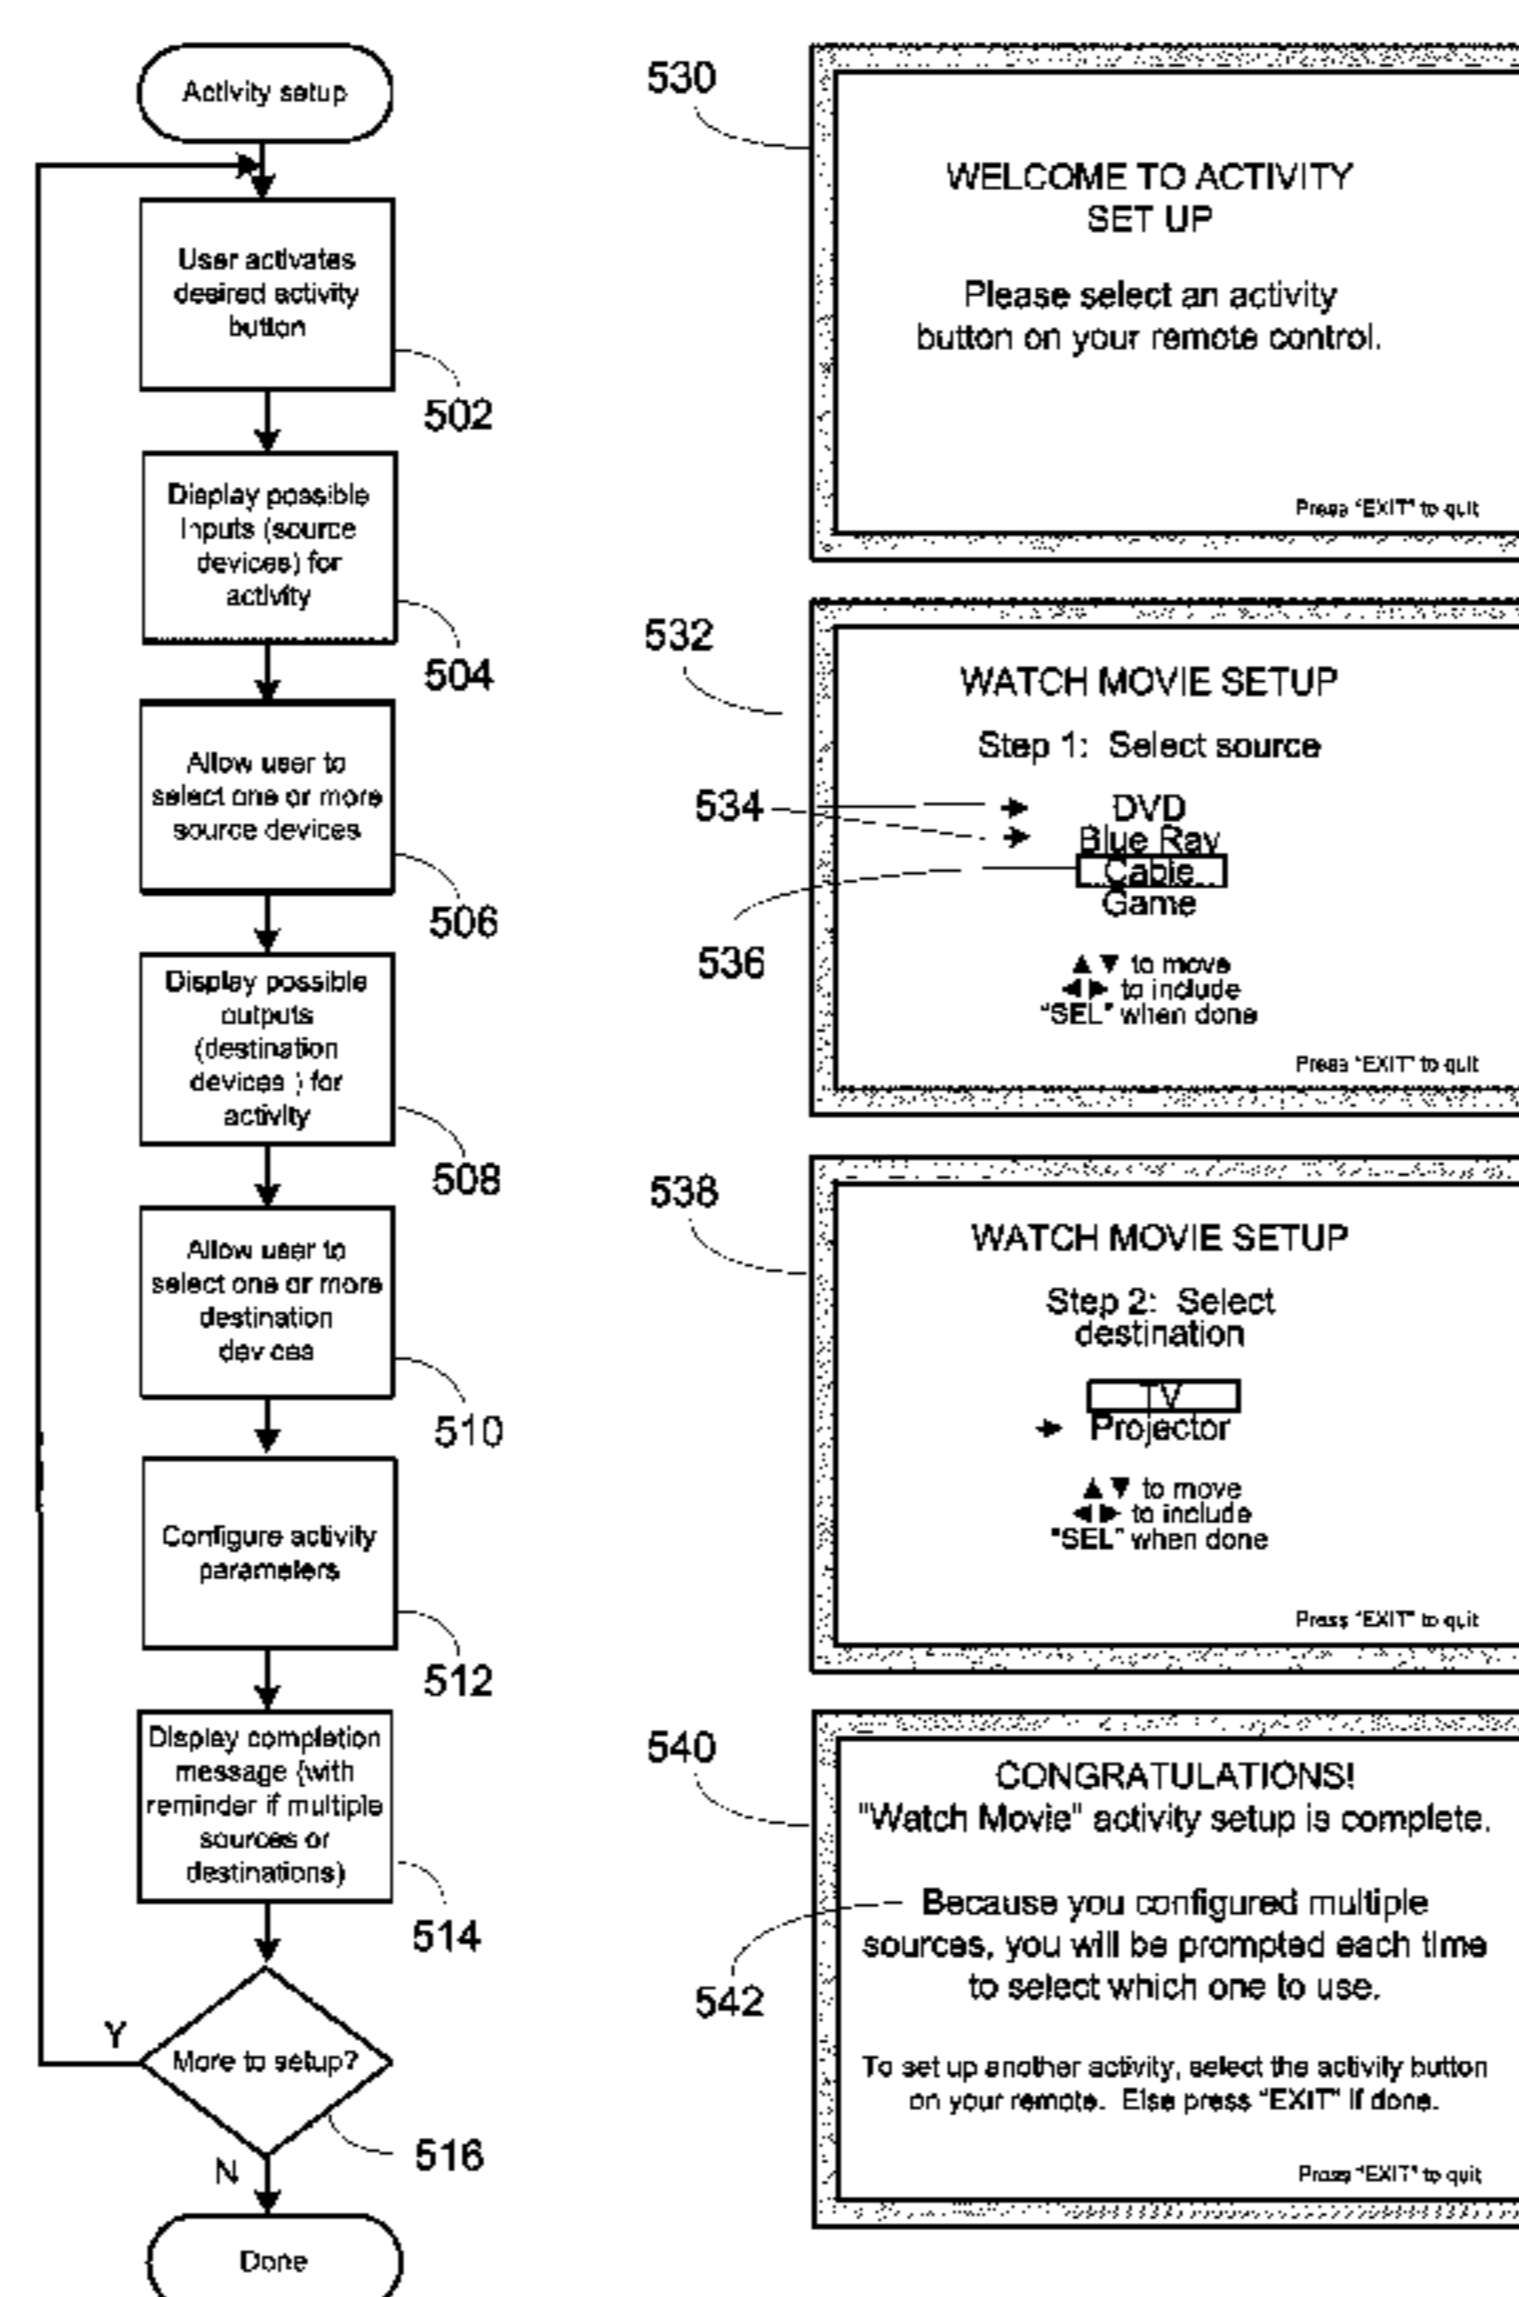 Activity setup
User activates
desired activity
button
502
Display possible
inputs (source
devices) for
activity
504
Allow user to
select one or more
source devices
506
Display possible
outputs
(destination
devices ) for
activity
508
Allow user to
select one or more
destination
devices
510
Configure activity
parameters
512
Display completion
message (with
reminder if multiple
sources or
destinations)
514
Y
More to setup?
516
N
Done
530
WELCOME TO ACTIVITY
SET UP
Please select an activity
button on your remote control.
Press "EXIT" to quit
532
WATCH MOVIE SETUP
Step 1: Select source
534
DVD
Blue Ray
Cable
Game
536
▲ ▼ to move
◀ ▶ to include
"SEL" when done
Press "EXIT" to quit
538
WATCH MOVIE SETUP
Step 2: Select
destination
TV
Projector
▲ ▼ to move
◀ ▶ to include
"SEL" when done
Press "EXIT" to quit
540
CONGRATULATIONS!
"Watch Movie" activity setup is complete.
Because you configured multiple
sources, you will be prompted each time
to select which one to use.
542
To set up another activity, select the activity button
on your remote. Else press "EXIT" if done.
Press "EXIT" to quit